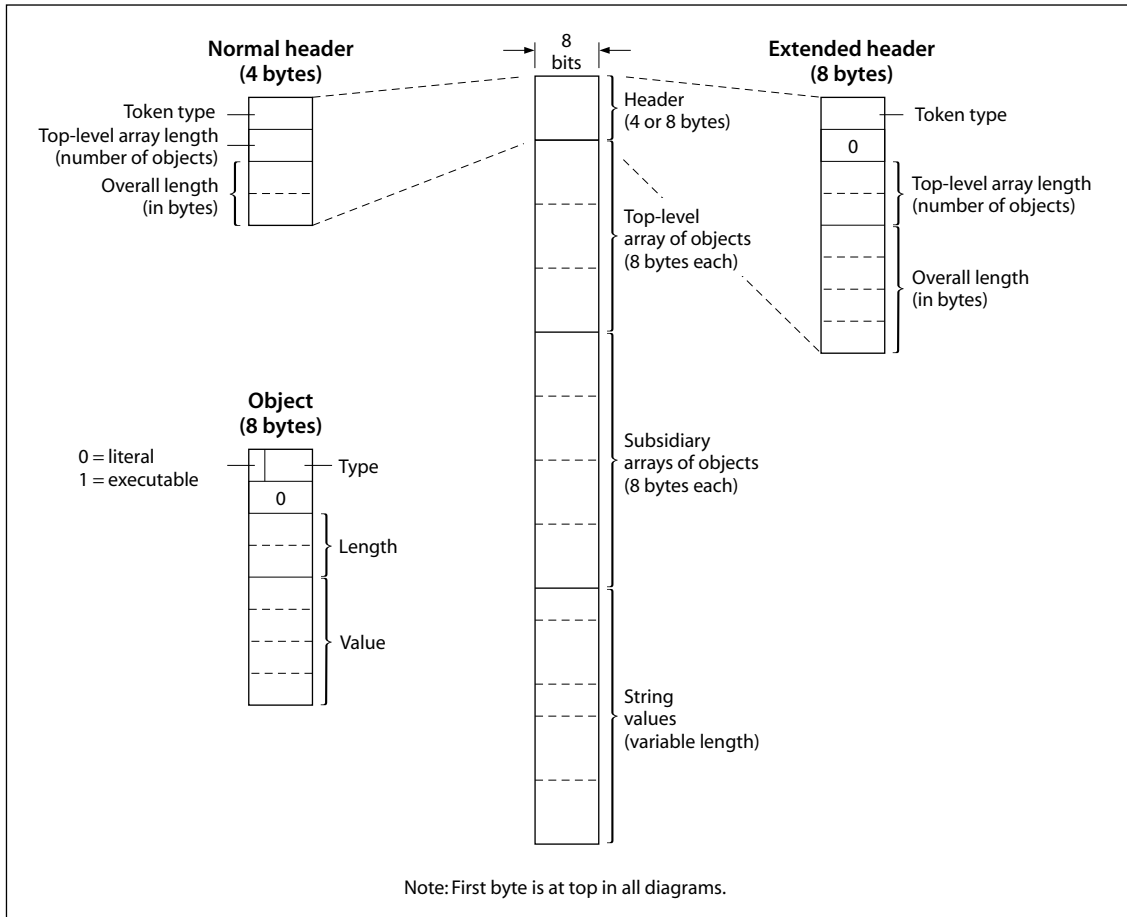 Normal header
(4 bytes)
Token type
Top-level array length
(number of objects)
Overall length
(in bytes)
8
bits
Header
(4 or 8 bytes)
Top-level
array of objects
(8 bytes each)
Subsidiary
arrays of objects
(8 bytes each)
String
values
(variable length)
Extended header
(8 bytes)
Token type
0
Top-level array length
(number of objects)
Overall length
(in bytes)
Object
(8 bytes)
0 = literal
1 = executable
Type
0
Length
Value
Note: First byte is at top in all diagrams.